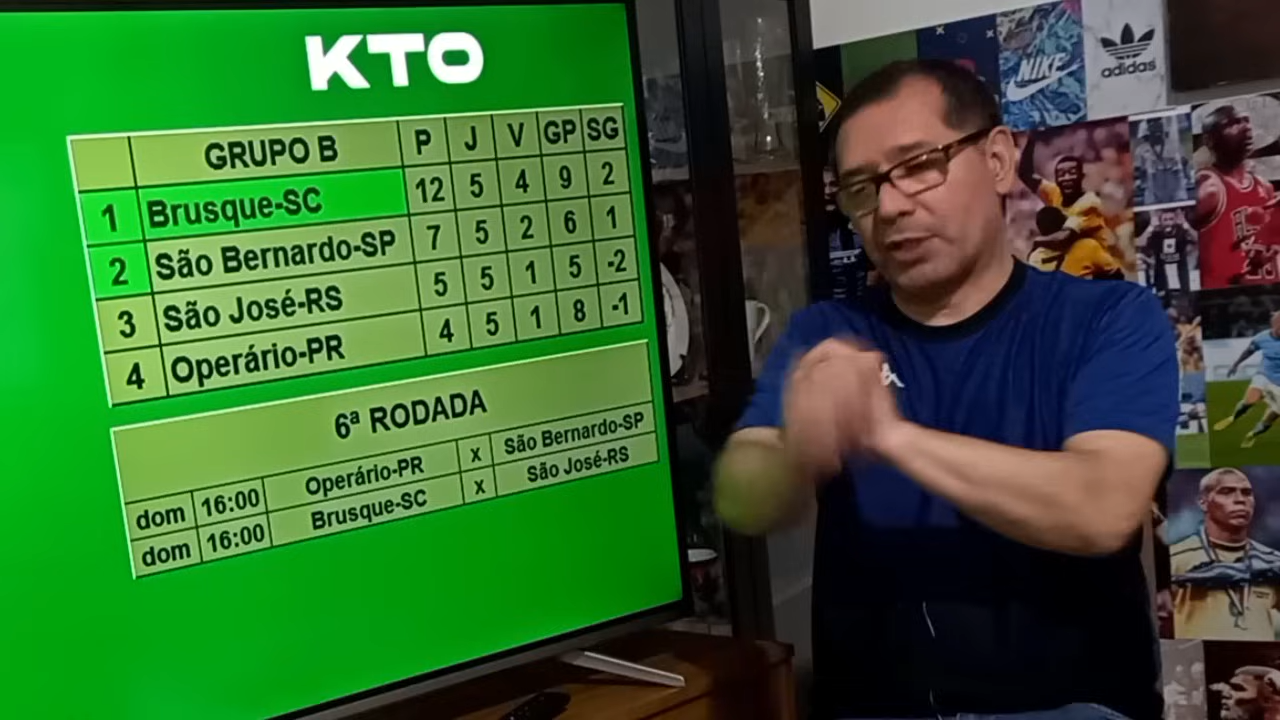 KTO
GRUPO B P J V GP SG
1 Brusque-SC 12 5 4 9 2
2 São Bernardo-SP 7 5 2 6 1
3 São José-RS 5 5 1 5 -2
4 Operário-PR 4 5 1 8 -1
6ª RODADA
dom 16:00 Operário-PR x São Bernardo-SP
dom 16:00 Brusque-SC x São José-RS
NIKE
adidas